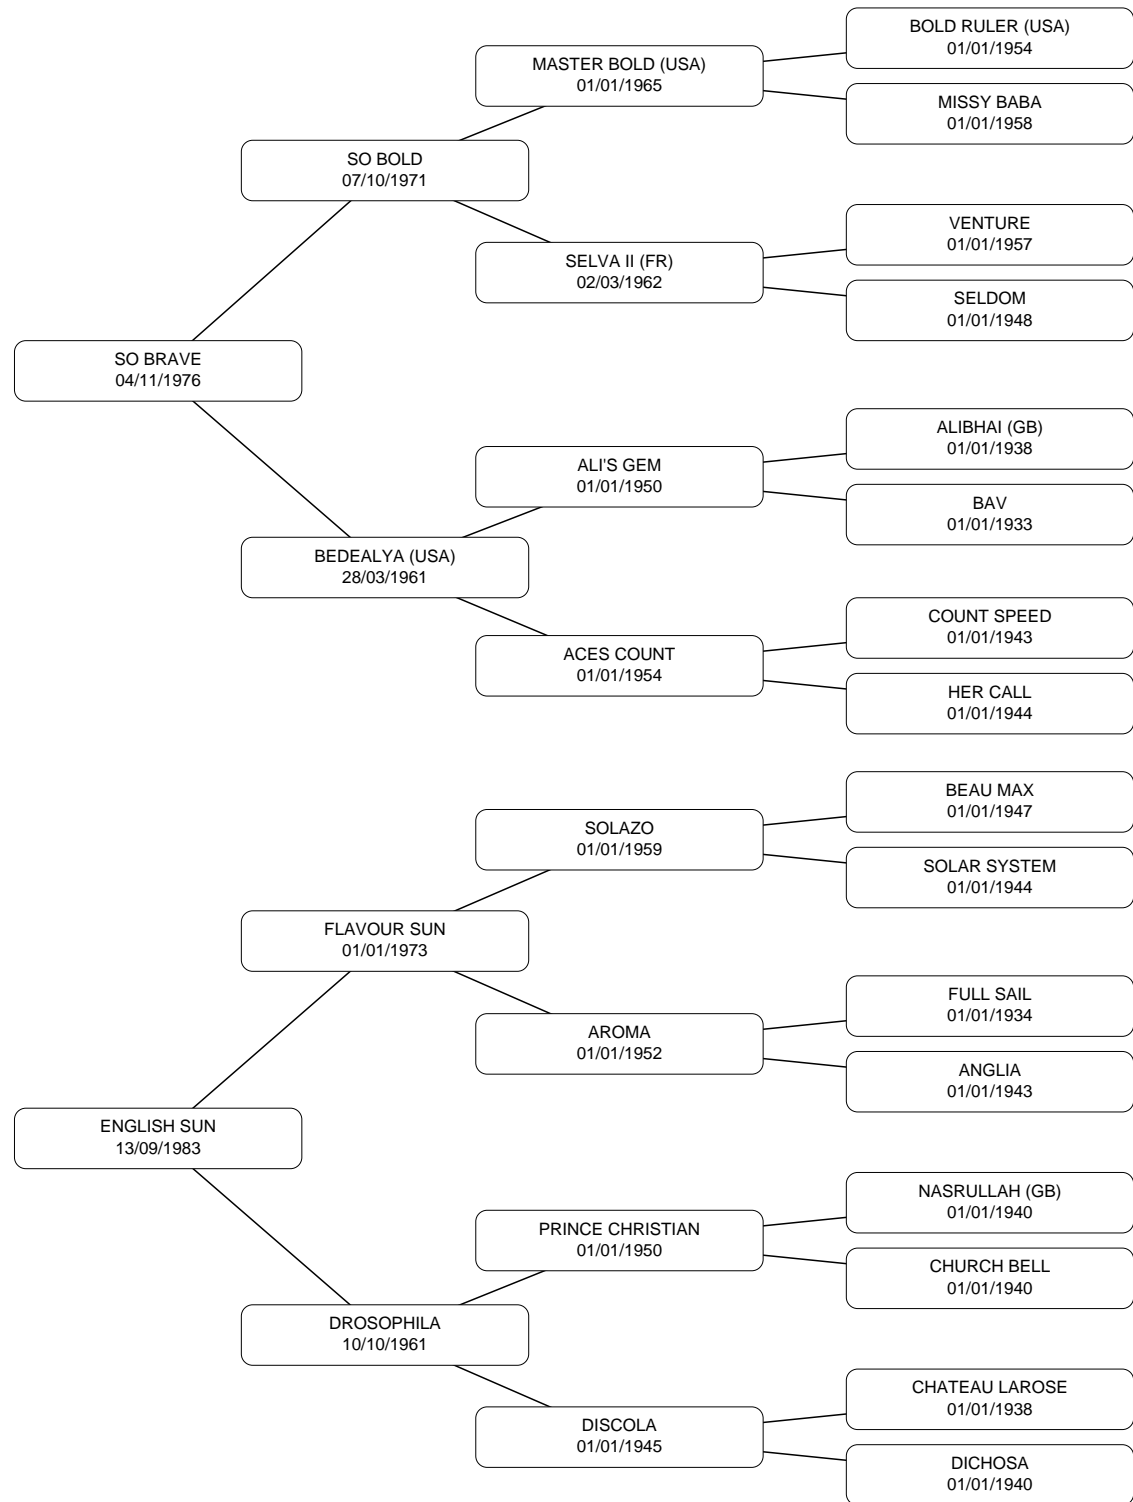 BOLD RULER (USA)
01/01/1954
MASTER BOLD (USA)
01/01/1965
MISSY BABA
01/01/1958
SO BOLD
07/10/1971
VENTURE
01/01/1957
SELVA II (FR)
02/03/1962
SELDOM
01/01/1948
SO BRAVE
04/11/1976
ALIBHAI (GB)
01/01/1938
ALI'S GEM
01/01/1950
BAV
01/01/1933
BEDEALYA (USA)
28/03/1961
COUNT SPEED
01/01/1943
ACES COUNT
01/01/1954
HER CALL
01/01/1944
BEAU MAX
01/01/1947
SOLAZO
01/01/1959
SOLAR SYSTEM
01/01/1944
FLAVOUR SUN
01/01/1973
FULL SAIL
01/01/1934
AROMA
01/01/1952
ANGLIA
01/01/1943
ENGLISH SUN
13/09/1983
NASRULLAH (GB)
01/01/1940
PRINCE CHRISTIAN
01/01/1950
CHURCH BELL
01/01/1940
DROSOPHILA
10/10/1961
CHATEAU LAROSE
01/01/1938
DISCOLA
01/01/1945
DICHOSA
01/01/1940